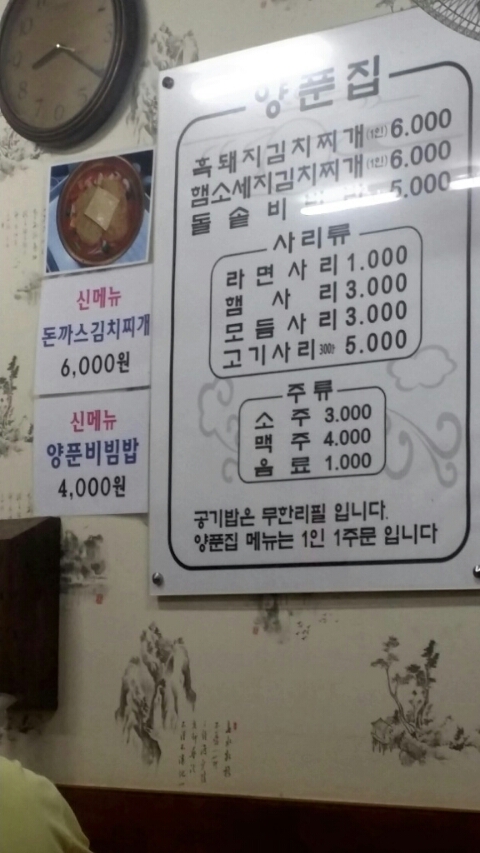 양푼집
흑돼지김치찌개(1인) 6.000
햄소세지김치찌개(1인) 6.000
돌솥비빔밥 5.000
사리류
라면사리 1.000
햄사리 3.000
모듬사리 3.000
고기사리 300g 5.000
주류
소주 3.000
맥주 4.000
음료 1.000
공기밥은 무한리필 입니다.
양푼집 메뉴는 1인 1주문 입니다
신메뉴
돈까스김치찌개
6,000원
신메뉴
양푼비빔밥
4,000원